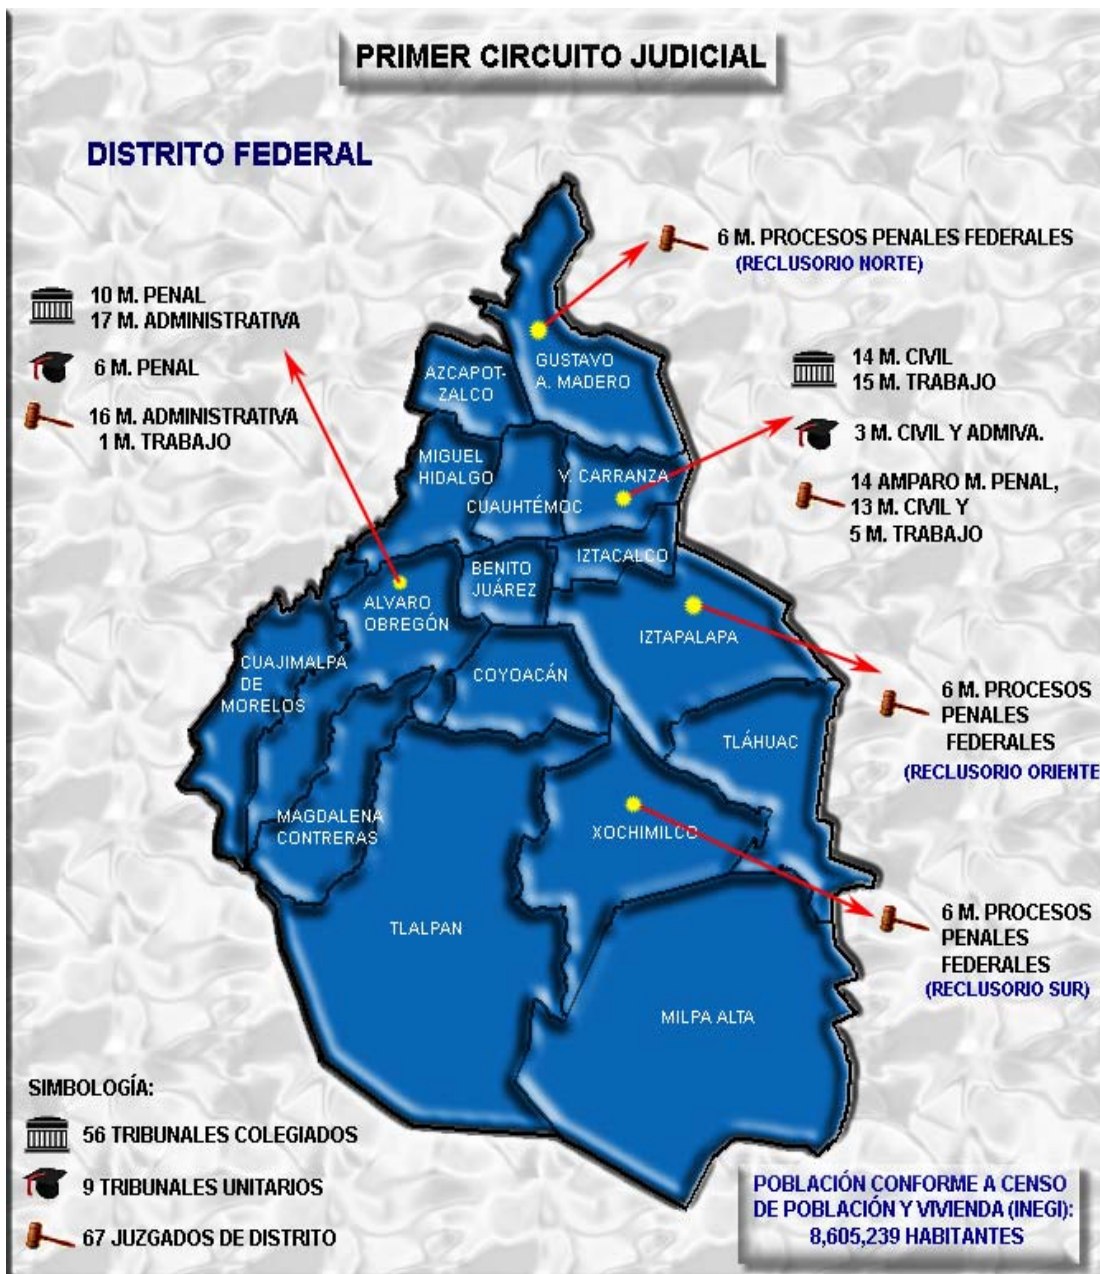 PRIMER CIRCUITO JUDICIAL
DISTRITO FEDERAL
6 M. PROCESOS PENALES FEDERALES
(RECLUSORIO NORTE)
10 M. PENAL
17 M. ADMINISTRATIVA
6 M. PENAL
16 M. ADMINISTRATIVA
1 M. TRABAJO
14 M. CIVIL
15 M. TRABAJO
3 M. CIVIL Y ADMIVA.
14 AMPARO M. PENAL,
13 M. CIVIL Y
5 M. TRABAJO
GUSTAVO
A. MADERO
AZCAPOT-
ZALCO
MIGUEL
HIDALGO
V. CARRANZA
CUAUHTÉMOC
IZTACALCO
BENITO
JUÁREZ
ALVARO
OBREGÓN
IZTAPALAPA
CUAJIMALPA
DE
MORELOS
COYOACÁN
TLÁHUAC
6 M. PROCESOS
PENALES
FEDERALES
(RECLUSORIO ORIENTE
MAGDALENA
CONTRERAS
XOCHIMILCO
TLALPAN
6 M. PROCESOS
PENALES
FEDERALES
(RECLUSORIO SUR)
MILPA ALTA
SIMBOLOGÍA:
56 TRIBUNALES COLEGIADOS
9 TRIBUNALES UNITARIOS
67 JUZGADOS DE DISTRITO
POBLACIÓN CONFORME A CENSO
DE POBLACIÓN Y VIVIENDA (INEGI):
8,605,239 HABITANTES